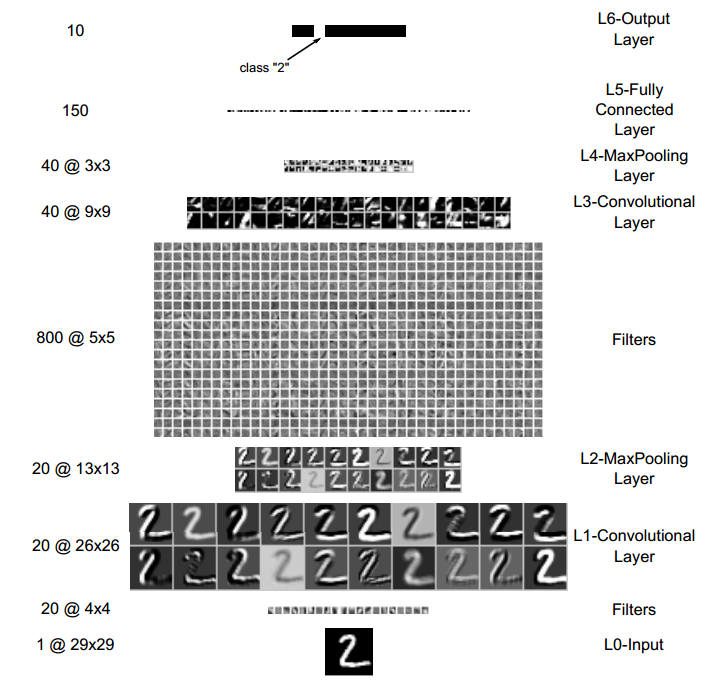 10
L6-Output
Layer
class "2"
150
L5-Fully
Connected
Layer
40 @ 3x3
L4-MaxPooling
Layer
40 @ 9x9
L3-Convolutional
Layer
800 @ 5x5
Filters
20 @ 13x13
L2-MaxPooling
Layer
20 @ 26x26
L1-Convolutional
Layer
20 @ 4x4
Filters
1 @ 29x29
2
L0-Input